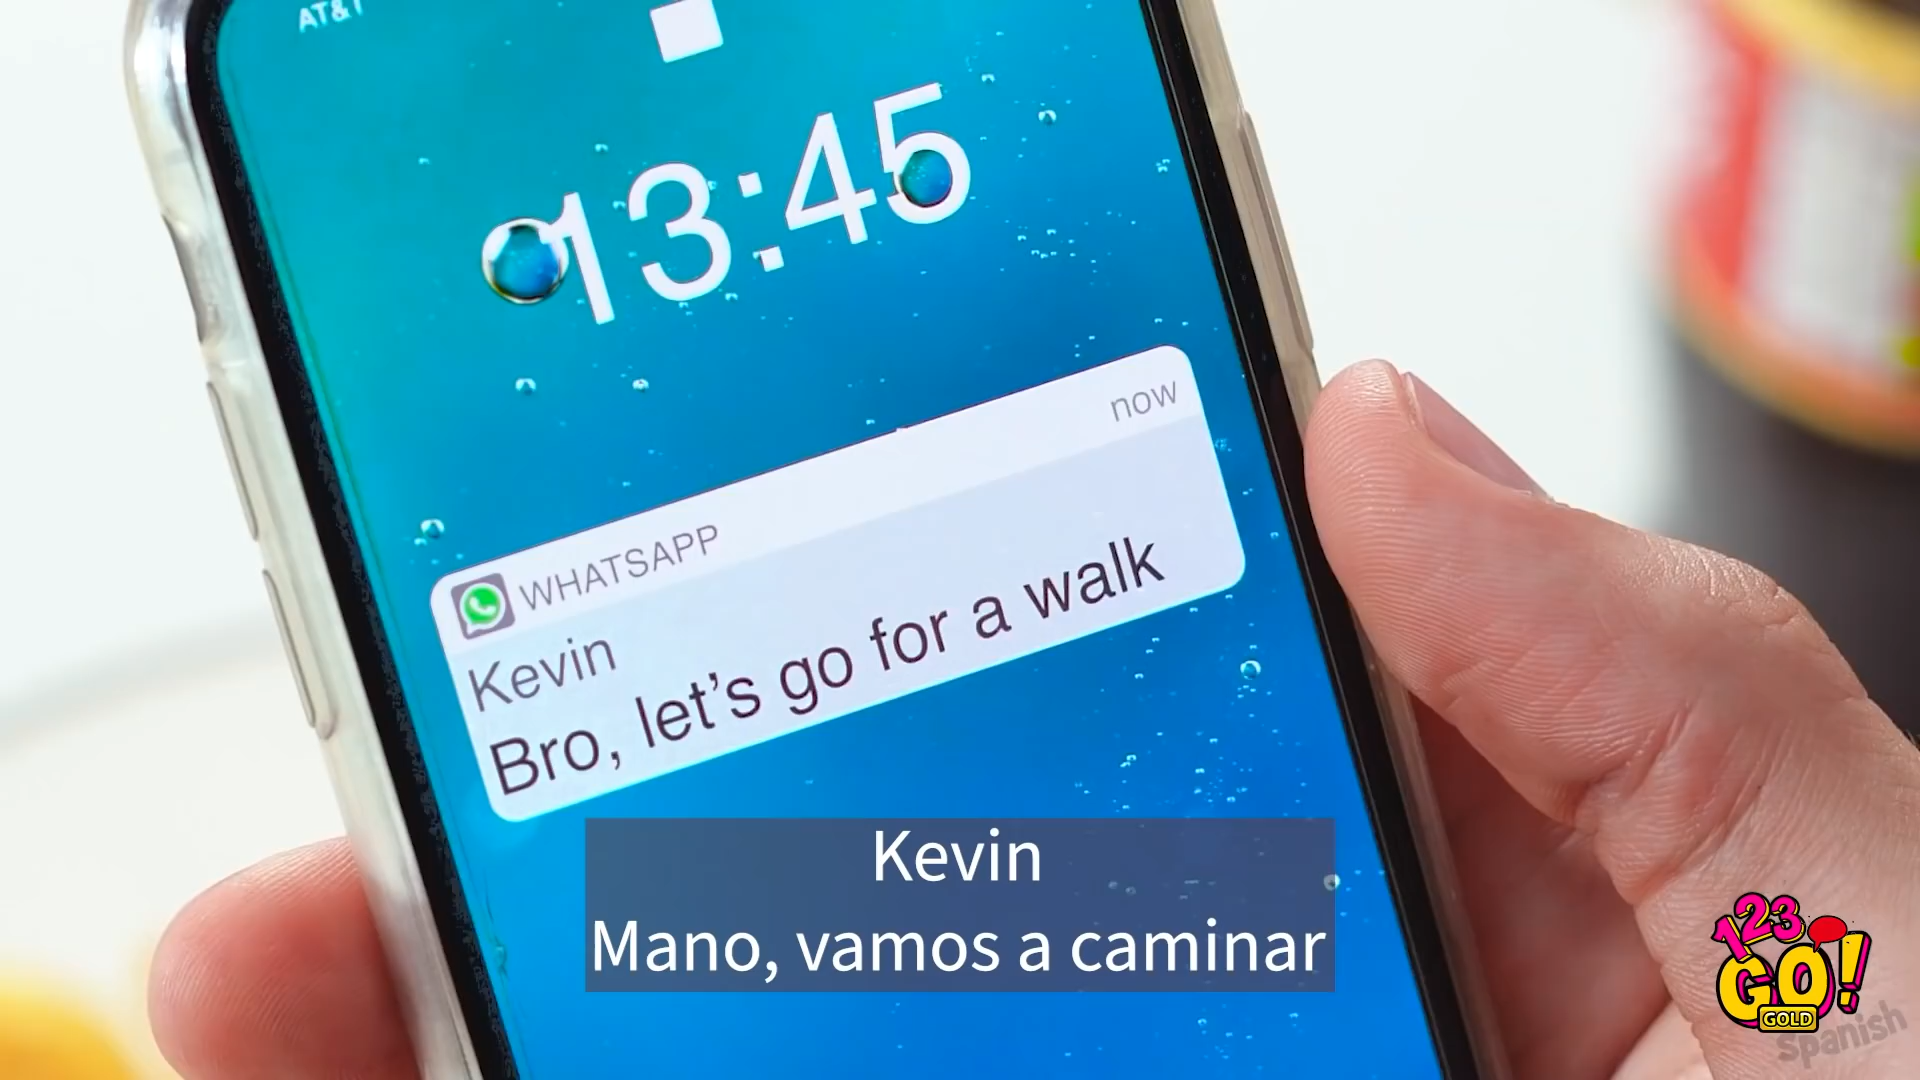 AT&T
13:45
WHATSAPP
now
Kevin
Bro, let's go for a walk
Kevin
Mano, vamos a caminar
123
GO!
GOLD
Spanish